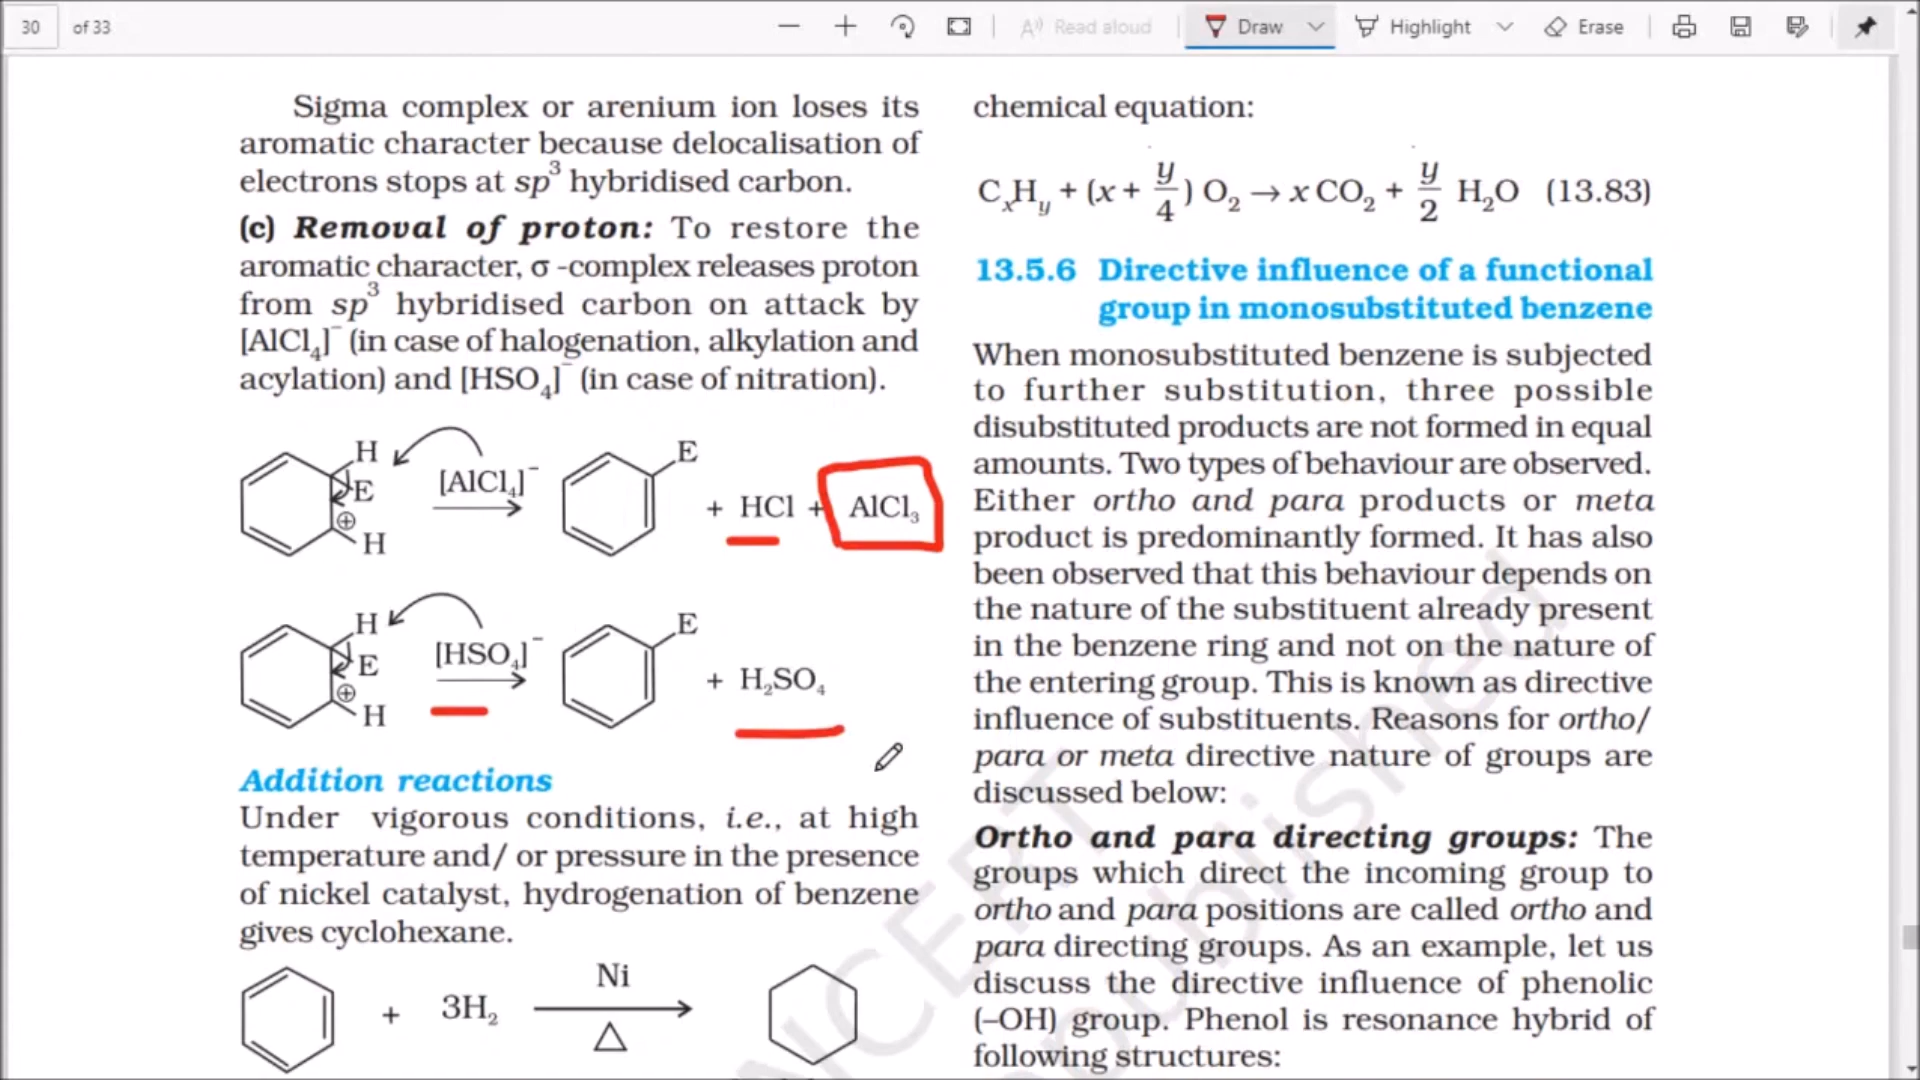 30 of 33 Read aloud Draw Highlight Erase
Sigma complex or arenium ion loses its
aromatic character because delocalisation of
electrons stops at sp³ hybridised carbon.
(c) Removal of proton: To restore the
aromatic character, σ -complex releases proton
from sp³ hybridised carbon on attack by
[AlCl₄]⁻ (in case of halogenation, alkylation and
acylation) and [HSO₄]⁻ (in case of nitration).
H E ⊕ H [AlCl₄]⁻ E + HCl + AlCl₃
H E ⊕ H [HSO₄]⁻ E + H₂SO₄
Addition reactions
Under vigorous conditions, i.e., at high
temperature and/ or pressure in the presence
of nickel catalyst, hydrogenation of benzene
gives cyclohexane.
+ 3H₂ Ni △
chemical equation:
CₓHᵧ + (x + y/4) O₂ → x CO₂ + y/2 H₂O (13.83)
13.5.6 Directive influence of a functional
group in monosubstituted benzene
When monosubstituted benzene is subjected
to further substitution, three possible
disubstituted products are not formed in equal
amounts. Two types of behaviour are observed.
Either ortho and para products or meta
product is predominantly formed. It has also
been observed that this behaviour depends on
the nature of the substituent already present
in the benzene ring and not on the nature of
the entering group. This is known as directive
influence of substituents. Reasons for ortho/
para or meta directive nature of groups are
discussed below:
Ortho and para directing groups: The
groups which direct the incoming group to
ortho and para positions are called ortho and
para directing groups. As an example, let us
discuss the directive influence of phenolic
(–OH) group. Phenol is resonance hybrid of
following structures:
NCERT
published